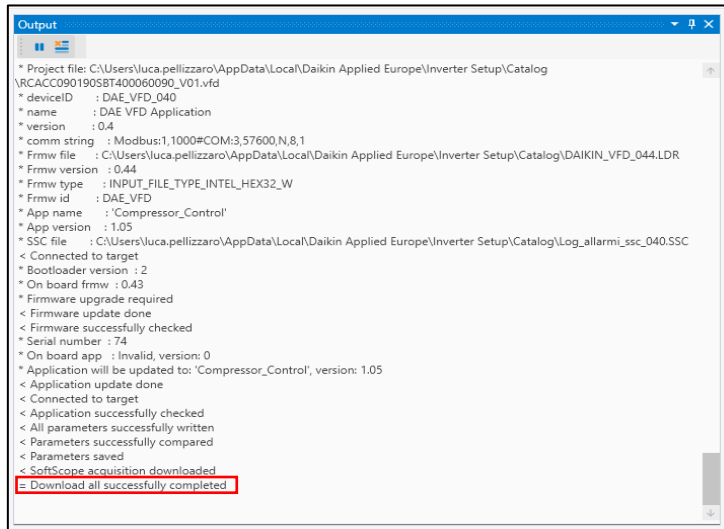 Output
* Project file: C:\Users\luca.pellizzaro\AppData\Local\Daikin Applied Europe\Inverter Setup\Catalog
\RCACC090190SBT400060090_V01.vfd
* deviceID : DAE_VFD_040
* name : DAE VFD Application
* version : 0.4
* comm string : Modbus:1,1000#COM:3,57600,N,8,1
* Frmw file : C:\Users\luca.pellizzaro\AppData\Local\Daikin Applied Europe\Inverter Setup\Catalog\DAIKIN_VFD_044.LDR
* Frmw version : 0.44
* Frmw type : INPUT_FILE_TYPE_INTEL_HEX32_W
* Frmw id : DAE_VFD
* App name : 'Compressor_Control'
* App version : 1.05
* SSC file : C:\Users\luca.pellizzaro\AppData\Local\Daikin Applied Europe\Inverter Setup\Catalog\Log_allarmi_ssc_040.SSC
< Connected to target
* Bootloader version : 2
* On board frmw : 0.43
* Firmware upgrade required
< Firmware update done
< Firmware successfully checked
* Serial number : 74
* On board app : Invalid, version: 0
* Application will be updated to: 'Compressor_Control', version: 1.05
< Application update done
< Connected to target
< Application successfully checked
< All parameters successfully written
< Parameters successfully compared
< Parameters saved
< SoftScope acquisition downloaded
= Download all successfully completed